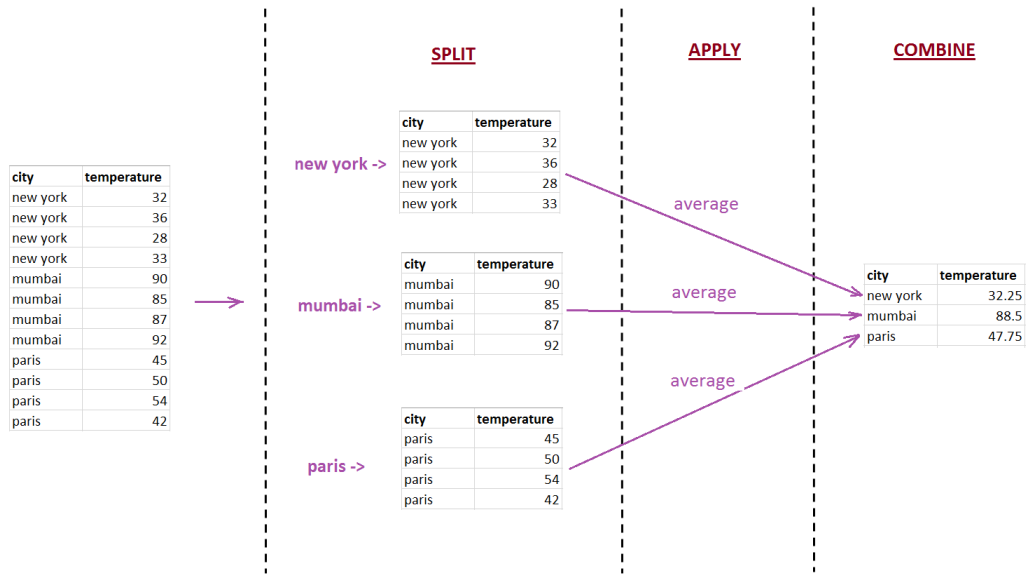 SPLIT APPLY COMBINE
city temperature
new york 32
new york 36
new york 28
new york 33
mumbai 90
mumbai 85
mumbai 87
mumbai 92
paris 45
paris 50
paris 54
paris 42
new york ->
city temperature
new york 32
new york 36
new york 28
new york 33
average
mumbai ->
city temperature
mumbai 90
mumbai 85
mumbai 87
mumbai 92
average
paris ->
city temperature
paris 45
paris 50
paris 54
paris 42
average
city temperature
new york 32.25
mumbai 88.5
paris 47.75